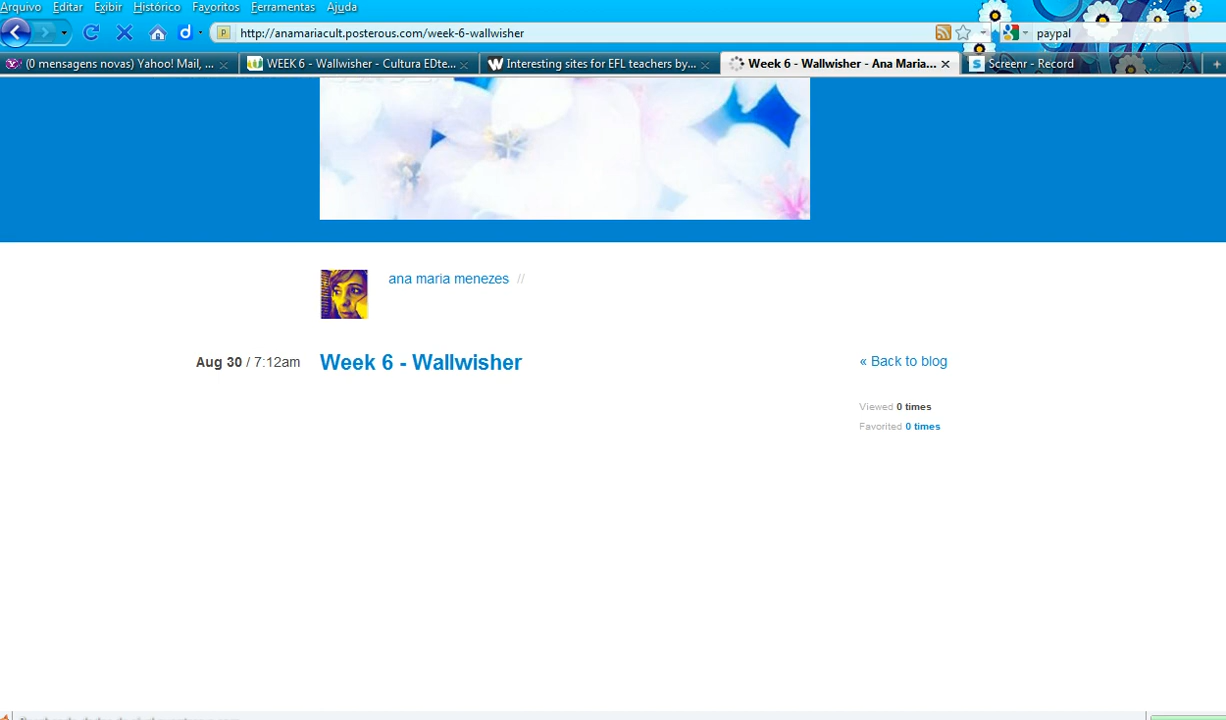 Arquivo Editar Exibir Histórico Favoritos Ferramentas Ajuda
http://anamariacult.posterous.com/week-6-wallwisher paypal
(0 mensagens novas) Yahoo! Mail, ... WEEK 6 - Wallwisher - Cultura EDte... Interesting sites for EFL teachers by... Week 6 - Wallwisher - Ana Maria... Screenr - Record
ana maria menezes //
Aug 30 / 7:12am Week 6 - Wallwisher « Back to blog
Viewed 0 times
Favorited 0 times